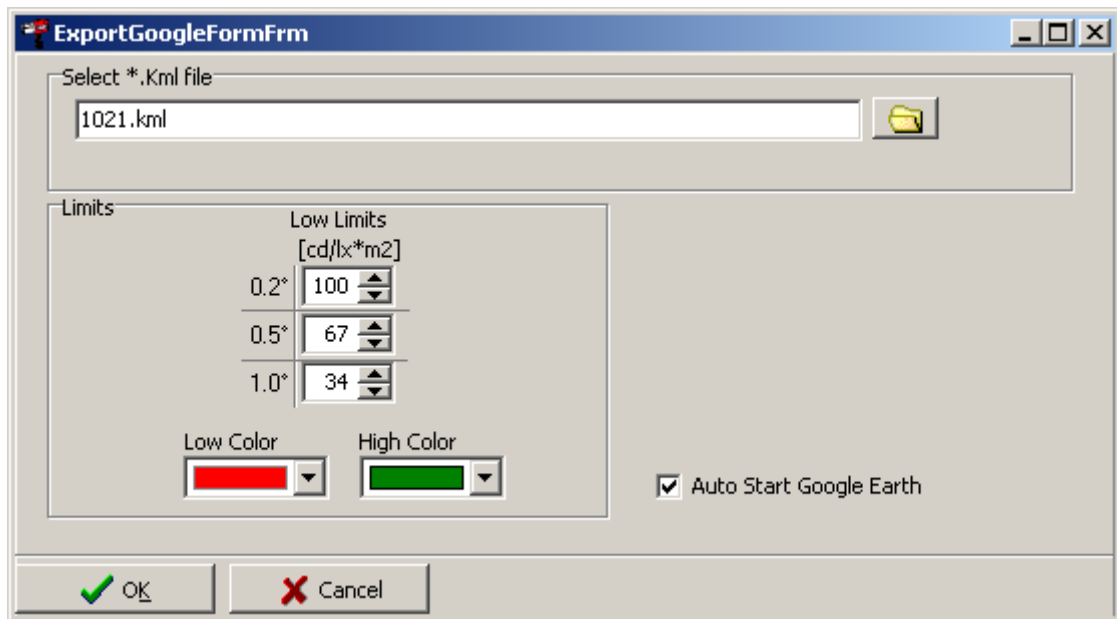 ExportGoogleFormFrm
Select *.Kml file
1021.kml
Limits
Low Limits
[cd/lx*m2]
0.2° 100
0.5° 67
1.0° 34
Low Color High Color
Auto Start Google Earth
OK Cancel